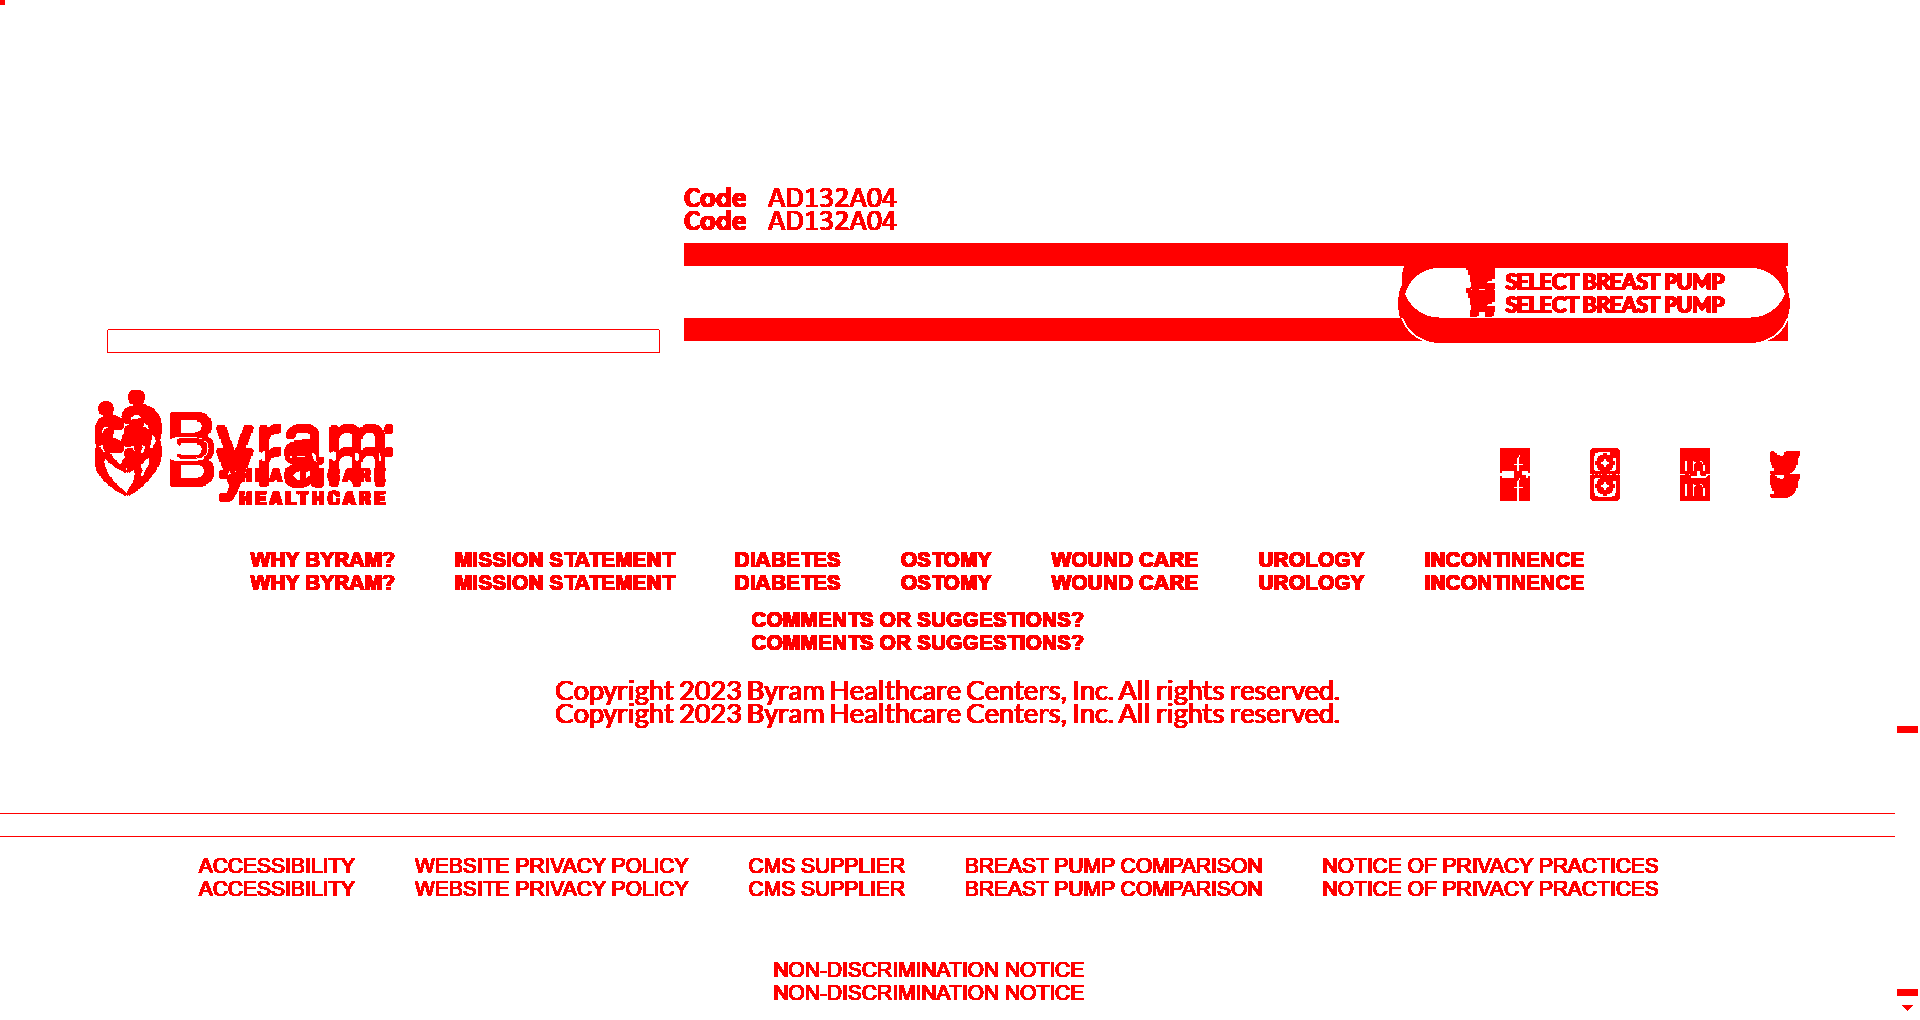 Code AD132A04
Code AD132A04
SELECT BREAST PUMP
SELECT BREAST PUMP
Byram
Byram
HEALTHCARE
HEALTHCARE
in
in
WHY BYRAM? MISSION STATEMENT DIABETES OSTOMY WOUND CARE UROLOGY INCONTINENCE
WHY BYRAM? MISSION STATEMENT DIABETES OSTOMY WOUND CARE UROLOGY INCONTINENCE
COMMENTS OR SUGGESTIONS?
COMMENTS OR SUGGESTIONS?
Copyright 2023 Byram Healthcare Centers, Inc. All rights reserved.
Copyright 2023 Byram Healthcare Centers, Inc. All rights reserved.
ACCESSIBILITY WEBSITE PRIVACY POLICY CMS SUPPLIER BREAST PUMP COMPARISON NOTICE OF PRIVACY PRACTICES
ACCESSIBILITY WEBSITE PRIVACY POLICY CMS SUPPLIER BREAST PUMP COMPARISON NOTICE OF PRIVACY PRACTICES
NON-DISCRIMINATION NOTICE
NON-DISCRIMINATION NOTICE